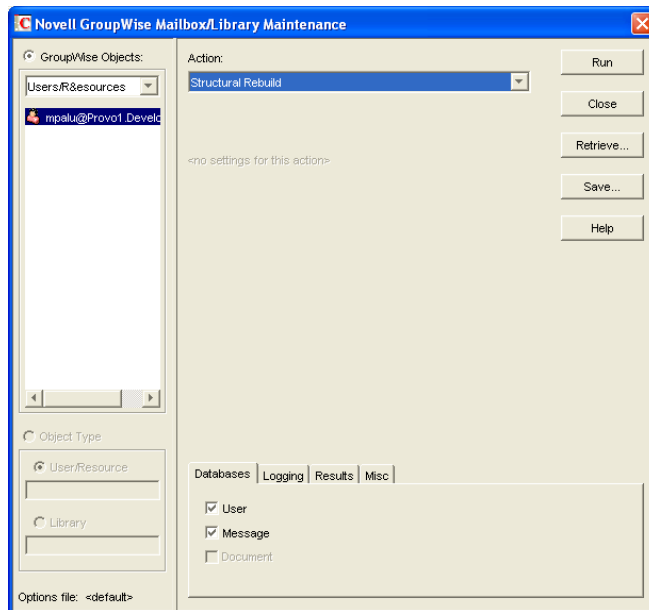 Novell GroupWise Mailbox/Library Maintenance
GroupWise Objects:
Users/R&esources
mpalu@Provo1.Develo
Object Type
User/Resource
Library
Options file: <default>
Action:
Structural Rebuild
<no settings for this action>
Databases
Logging
Results
Misc
User
Message
Document
Run
Close
Retrieve...
Save...
Help